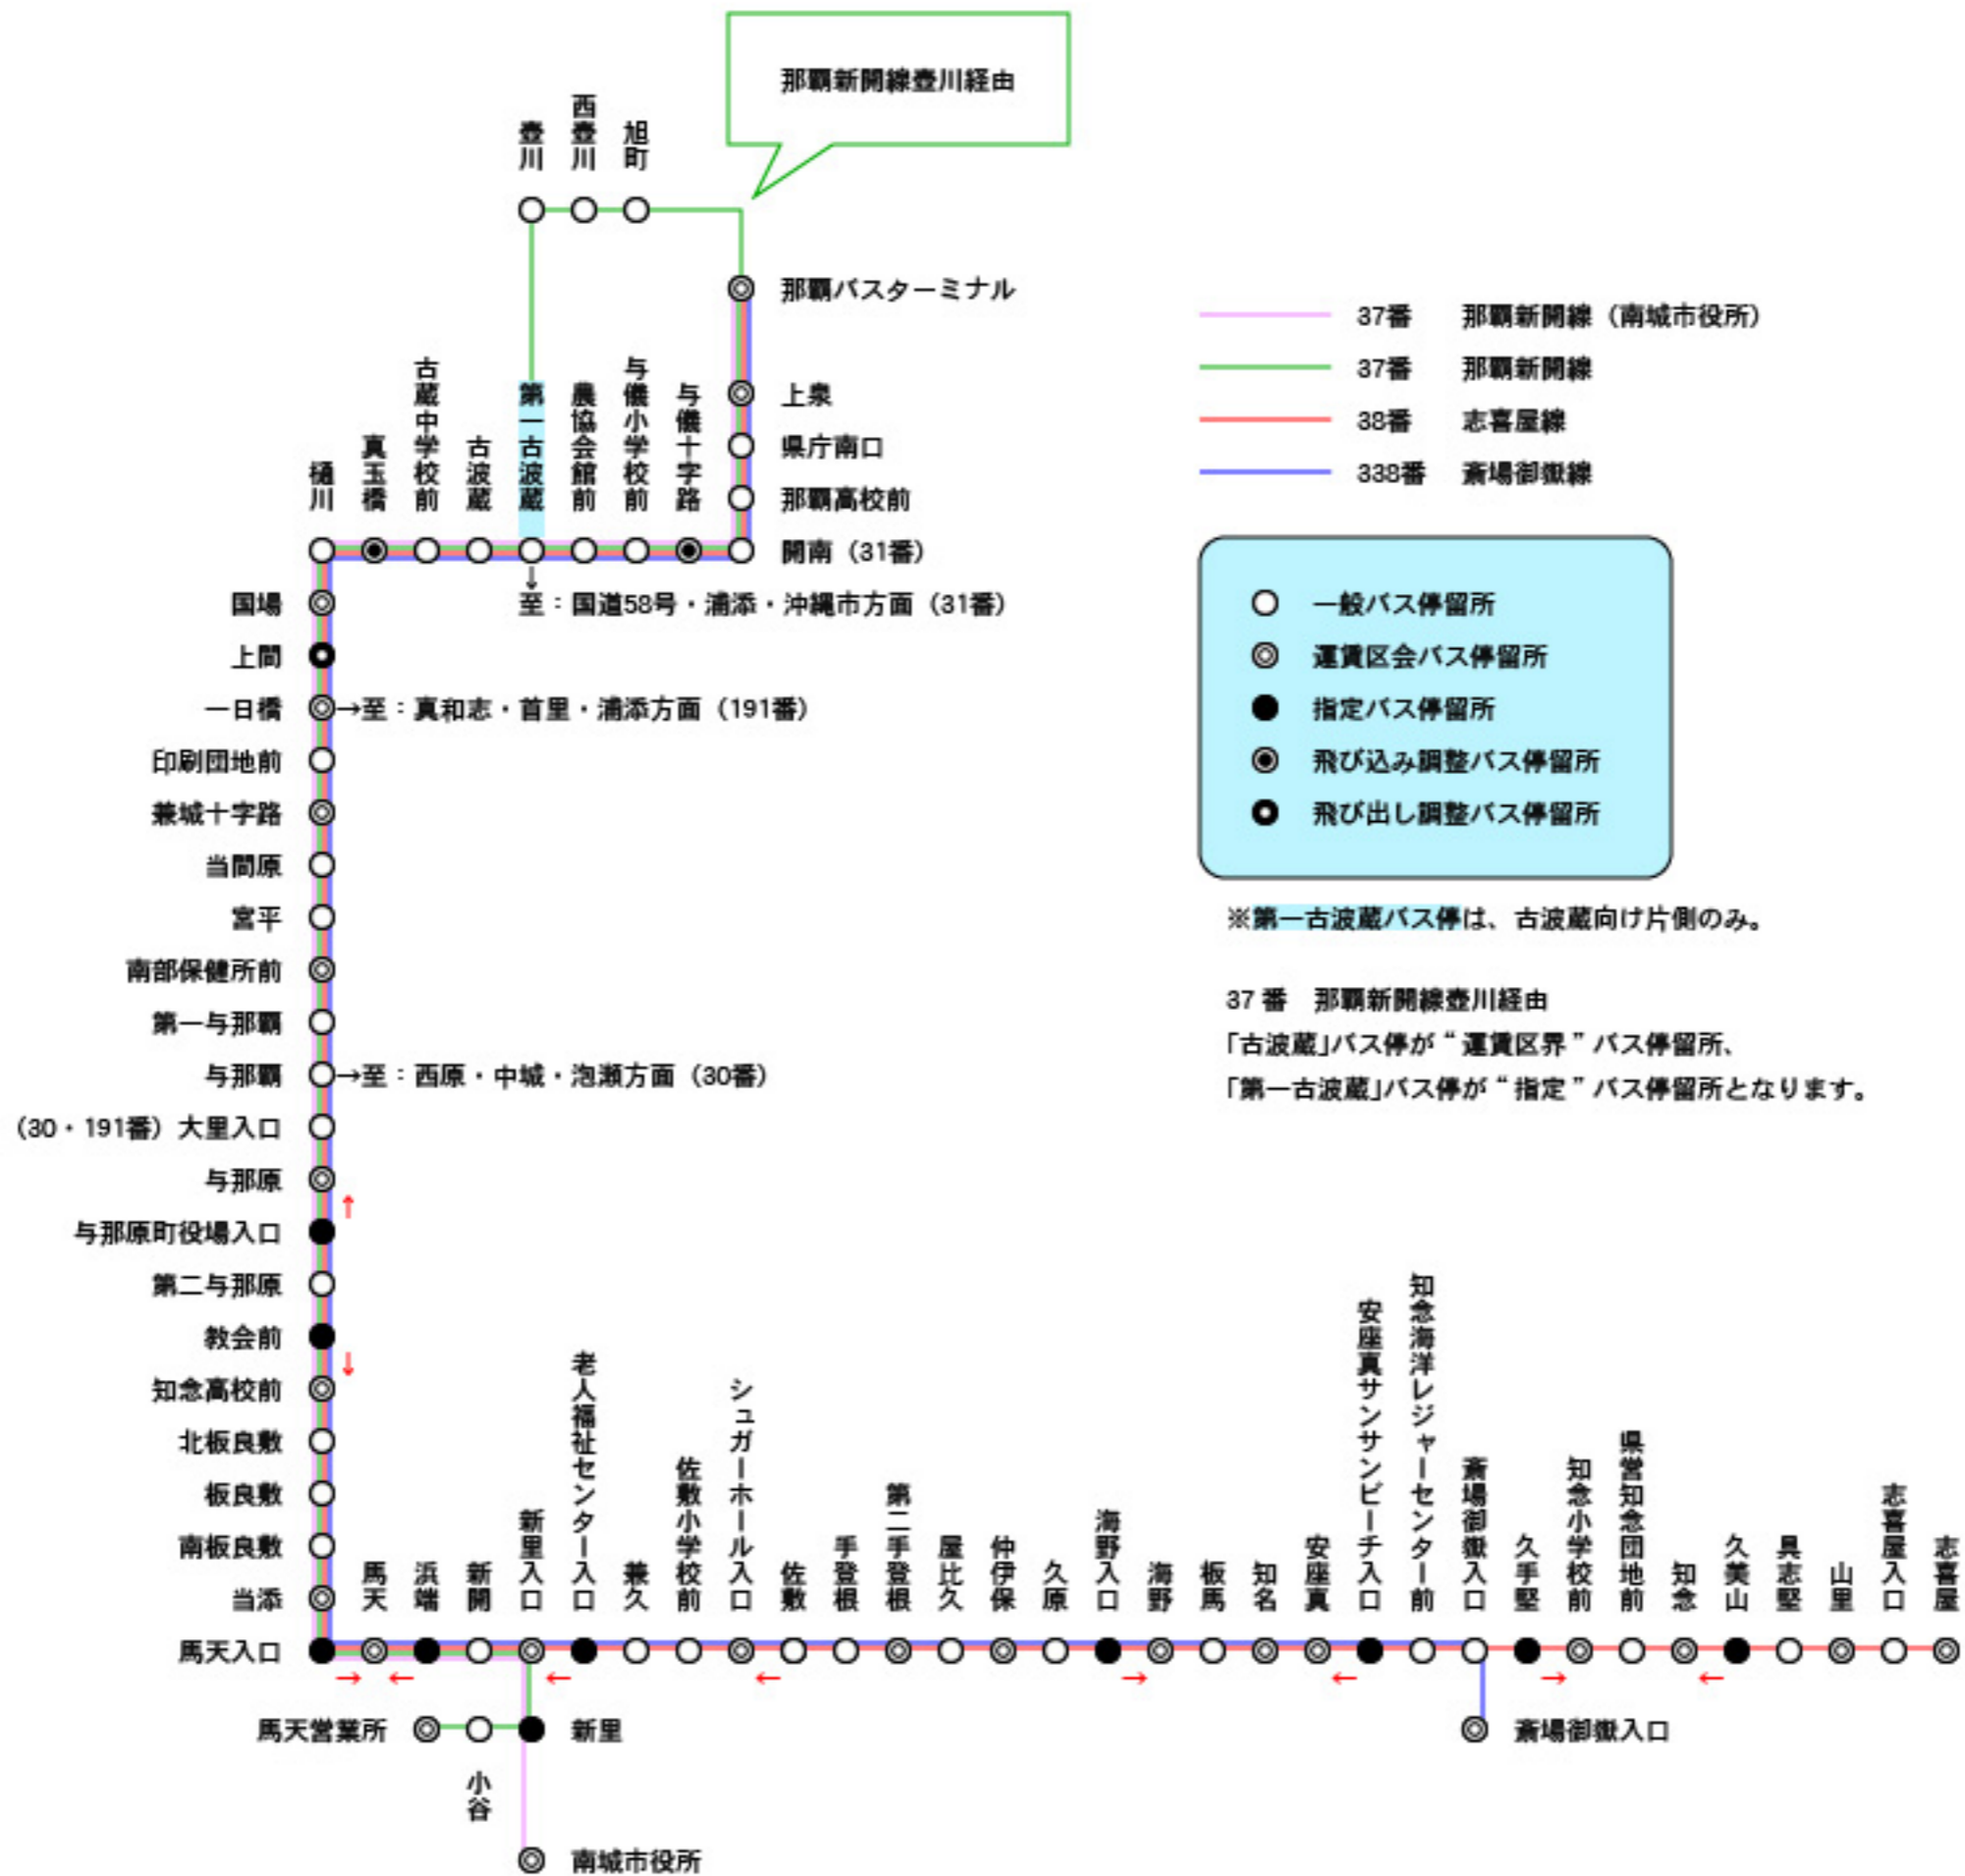 那覇新開線壺川経由
壺川
西壺川
旭町
那覇バスターミナル
上泉
県庁南口
那覇高校前
開南（31番）
樋川
真玉橋
古蔵中学校前
古波蔵
第一古波蔵
農協会館前
与儀小学校前
与儀十字路
↓
至：国道58号・浦添・沖縄市方面（31番）
37番　那覇新開線（南城市役所）
37番　那覇新開線
38番　志喜屋線
338番　斎場御嶽線
一般バス停留所
運賃区会バス停留所
指定バス停留所
飛び込み調整バス停留所
飛び出し調整バス停留所
※第一古波蔵バス停は、古波蔵向け片側のみ。
37 番　那覇新開線壺川経由
「古波蔵」バス停が“ 運賃区界 ”バス停留所、
「第一古波蔵」バス停が“ 指定 ”バス停留所となります。
国場
上間
一日橋
→至：真和志・首里・浦添方面（191番）
印刷団地前
兼城十字路
当間原
宮平
南部保健所前
第一与那覇
与那覇
→至：西原・中城・泡瀬方面（30番）
（30・191番）大里入口
与那原
与那原町役場入口
第二与那原
教会前
知念高校前
北板良敷
板良敷
南板良敷
当添
馬天入口
馬天
浜端
新開
新里入口
老人福祉センター入口
兼久
佐敷小学校前
シュガーホール入口
佐敷
手登根
第二手登根
屋比久
仲伊保
久原
海野入口
海野
板馬
知名
安座真
安座真サンサンビーチ入口
知念海洋レジャーセンター前
斎場御嶽入口
久手堅
知念小学校前
県営知念団地前
知念
久美山
具志堅
山里
志喜屋入口
志喜屋
馬天営業所
小谷
新里
斎場御嶽入口
南城市役所